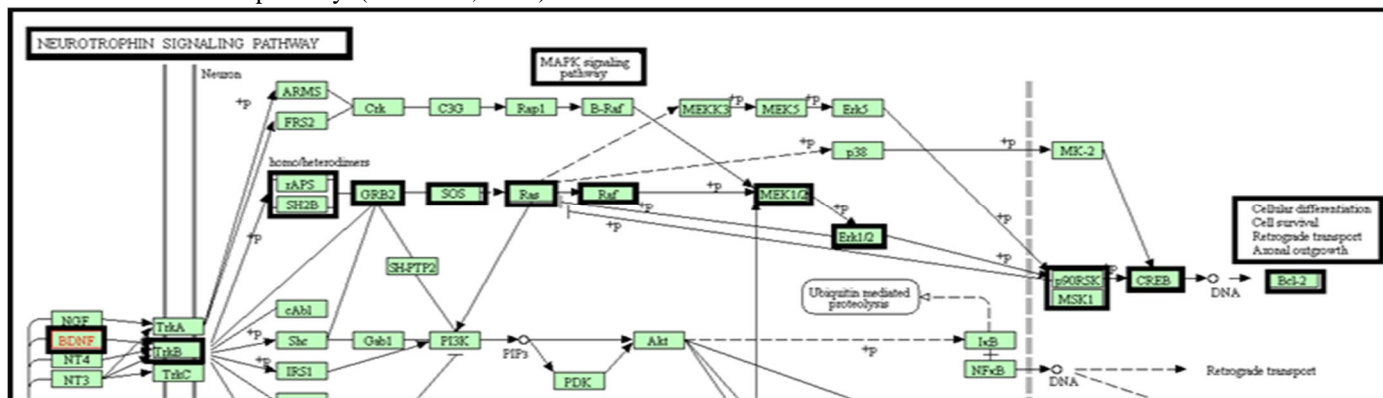 NEUROTROPHIN SIGNALING PATHWAY
MAPK signaling
pathway
Neuron
+p
ARMS
FRS2
Crk
C3G
Rap1
B-Raf
MEKK3
+p
MEK5
+p
Erk5
p38
+p
+p
MK-2
homo/heterodimers
rAPS
SH2B
+p
GRB2
SOS
Ras
Raf
+p
MEK1/2
+p
+p
Erk1/2
+p
+p
Cellular differentiation
Cell survival
Retrograde transport
Axonal outgrowth
SH-PTP2
p90RSK
MSK1
+p
CREB
DNA
Bcl-2
Ubiquitin mediated
proteolysis
NGF
BDNF
NT4
NT3
TrkA
TrkB
TrkC
cAbl
+p
Shc
Gab1
PI3K
PIP3
Akt
+p
IκB
+p
IRS1
PDK
NFκB
DNA
Retrograde transport